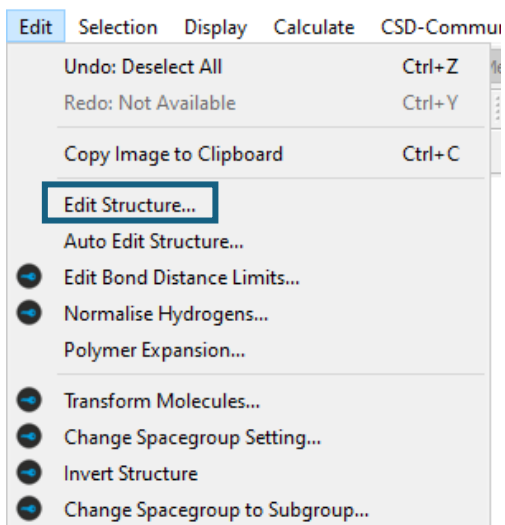 Edit Selection Display Calculate CSD-Commu
Undo: Deselect All Ctrl+Z
Redo: Not Available Ctrl+Y
Copy Image to Clipboard Ctrl+C
Edit Structure...
Auto Edit Structure...
Edit Bond Distance Limits...
Normalise Hydrogens...
Polymer Expansion...
Transform Molecules...
Change Spacegroup Setting...
Invert Structure
Change Spacegroup to Subgroup...